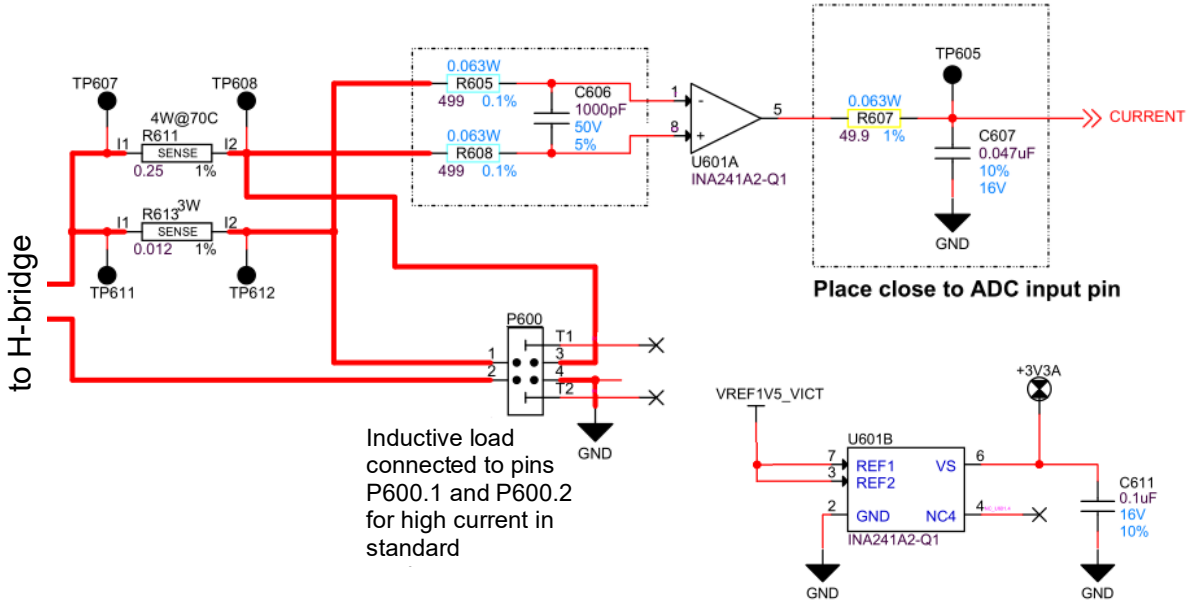 TP607
TP608
4W@70C
I1
R611
I2
SENSE
0.25
1%
I1
R613
3W
I2
SENSE
0.012
1%
TP611
TP612
to H-bridge
0.063W
R605
499
0.1%
0.063W
R608
499
0.1%
C606
1000pF
50V
5%
1
8
-
+
5
U601A
INA241A2-Q1
TP605
0.063W
R607
49.9
1%
C607
0.047uF
10%
16V
GND
CURRENT
Place close to ADC input pin
P600
T1
1
3
2
4
T2
GND
Inductive load
connected to pins
P600.1 and P600.2
for high current in
standard
VREF1V5_VICT
+3V3A
U601B
7
REF1
VS
6
3
REF2
2
GND
NC4
4
INA241A2-Q1
C611
0.1uF
16V
10%
GND
GND